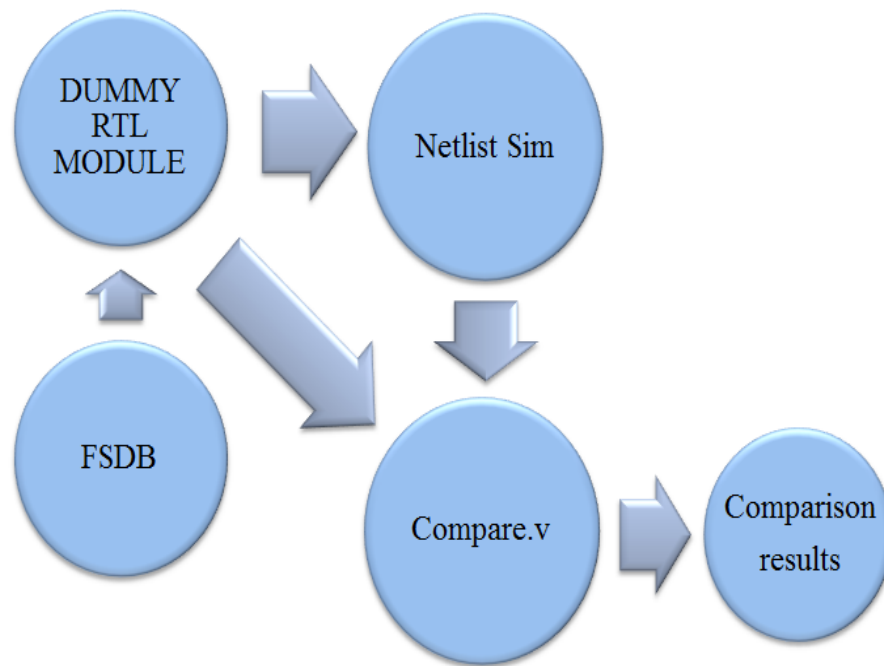 DUMMY
RTL
MODULE
Netlist Sim
FSDB
Compare.v
Comparison
results